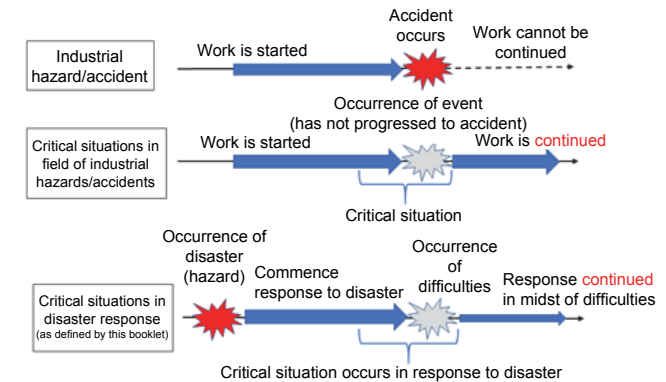 Industrial
hazard/accident
Work is started
Accident
occurs
Work cannot be
continued
Critical situations in
field of industrial
hazards/accidents
Work is started
Occurrence of event
(has not progressed to accident)
Work is continued
Critical situation
Critical situations in
disaster response
(as defined by this booklet)
Occurrence of
disaster
(hazard)
Commence
response to disaster
Occurrence
of
difficulties
Response continued
in midst of difficulties
Critical situation occurs in response to disaster